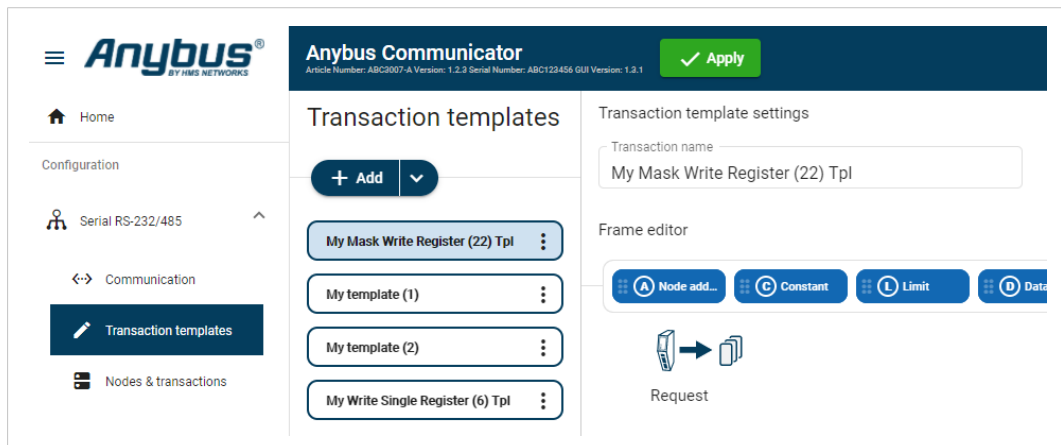 Anybus®
BY HMS NETWORKS
Home
Configuration
Serial RS-232/485
Communication
Transaction templates
Nodes & transactions
Anybus Communicator
Article Number: ABC3007-A Version: 1.2.3 Serial Number: ABC123456 GUI Version: 1.3.1
Apply
Transaction templates
+ Add
My Mask Write Register (22) Tpl
My template (1)
My template (2)
My Write Single Register (6) Tpl
Transaction template settings
Transaction name
My Mask Write Register (22) Tpl
Frame editor
A Node add...
C Constant
L Limit
D Data
Request